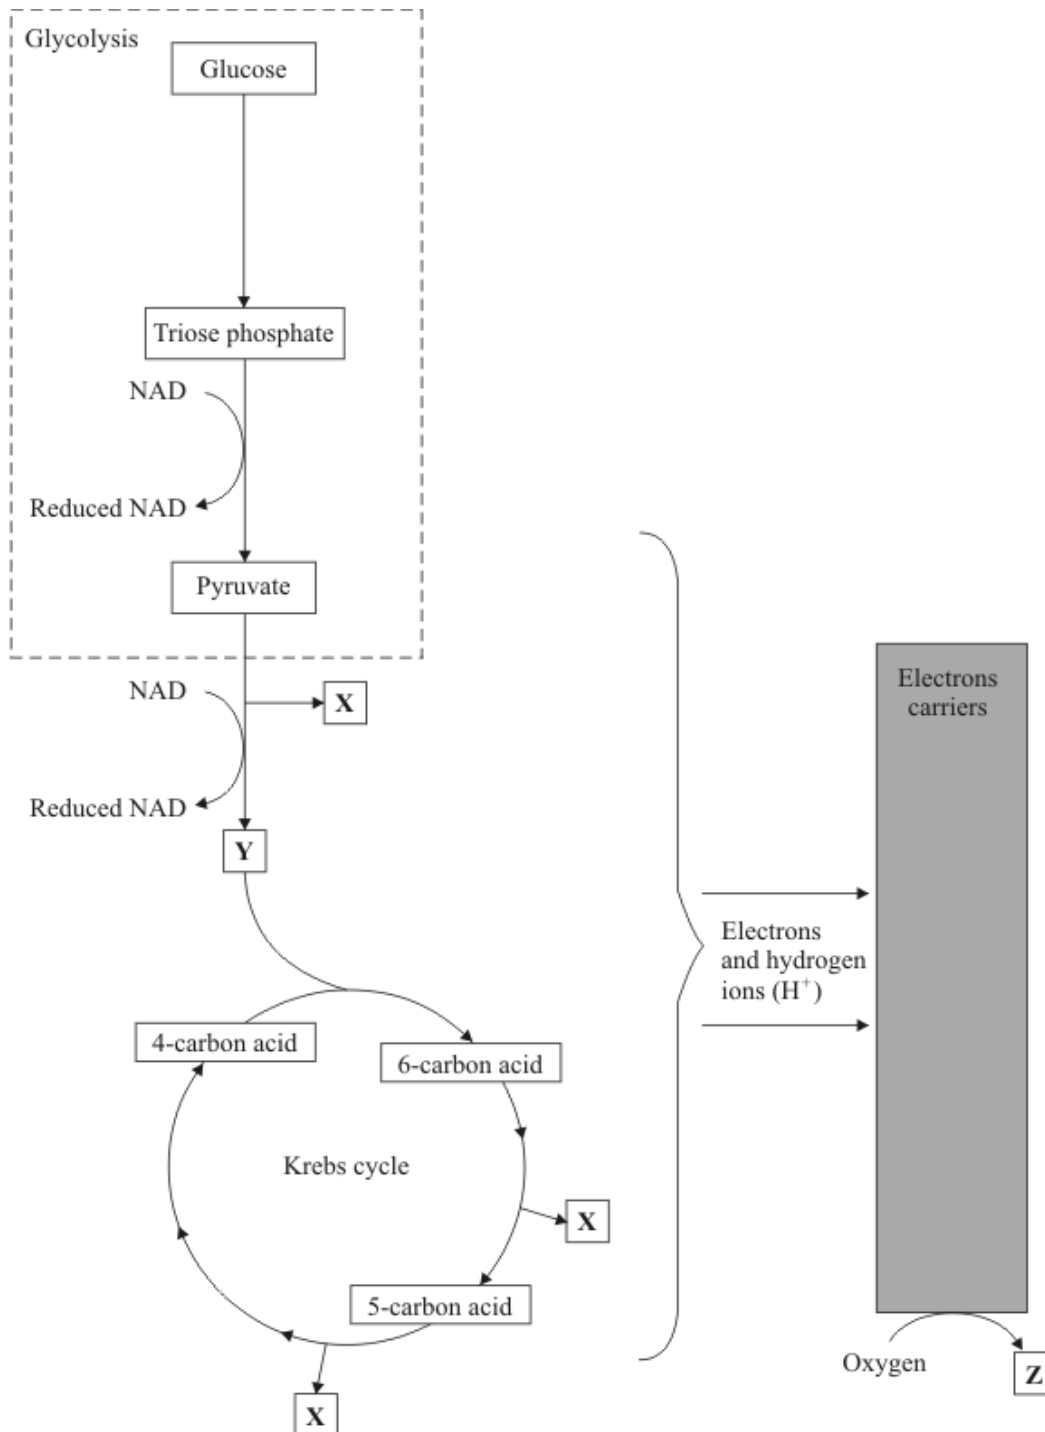 Glycolysis
Glucose
Triose phosphate
NAD
Reduced NAD
Pyruvate
NAD
X
Reduced NAD
Y
4-carbon acid
6-carbon acid
Krebs cycle
X
5-carbon acid
X
Electrons
and hydrogen
ions (H⁺)
Electrons
carriers
Oxygen
Z